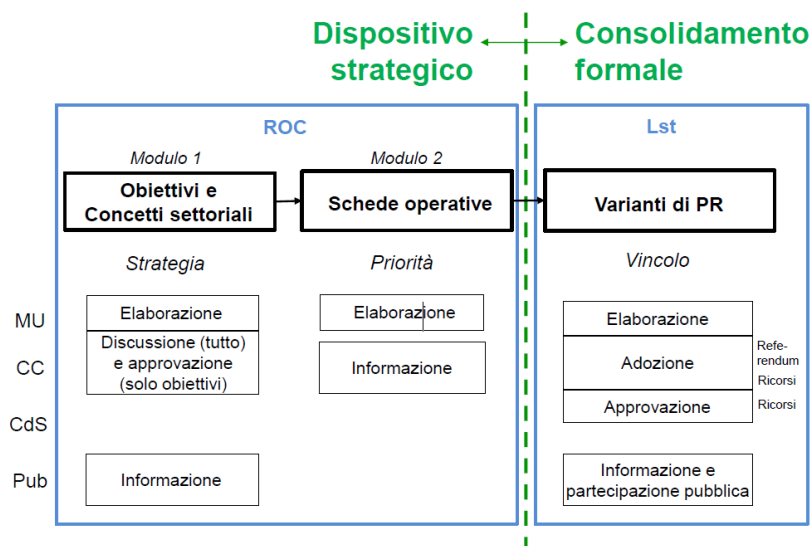 Dispositivo
strategico
Consolidamento
formale
ROC
Lst
Modulo 1
Modulo 2
Obiettivi e
Concetti settoriali
Schede operative
Varianti di PR
Strategia
Priorità
Vincolo
MU
Elaborazione
Elaborazione
Elaborazione
CC
Discussione (tutto)
e approvazione
(solo obiettivi)
Informazione
Adozione
Refe-
rendum
Ricorsi
CdS
Approvazione
Ricorsi
Pub
Informazione
Informazione e
partecipazione pubblica